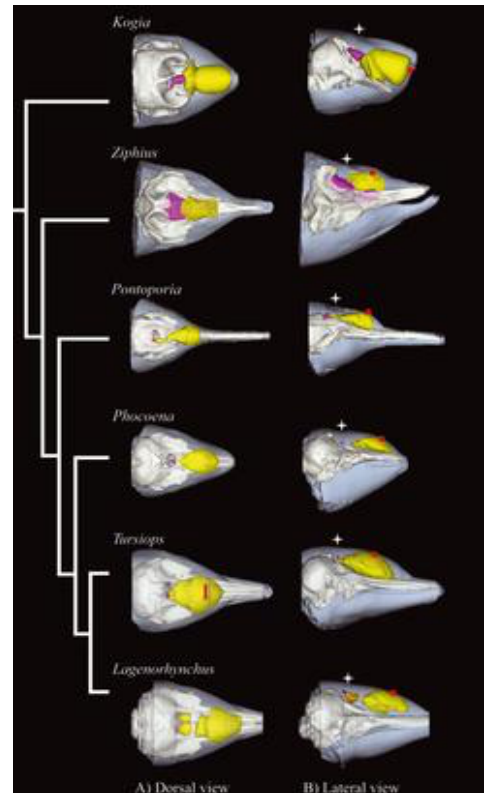 Kogia
Ziphius
Pontoporia
Phocoena
Tursiops
Lagenorhynchus
A) Dorsal view
B) Lateral view